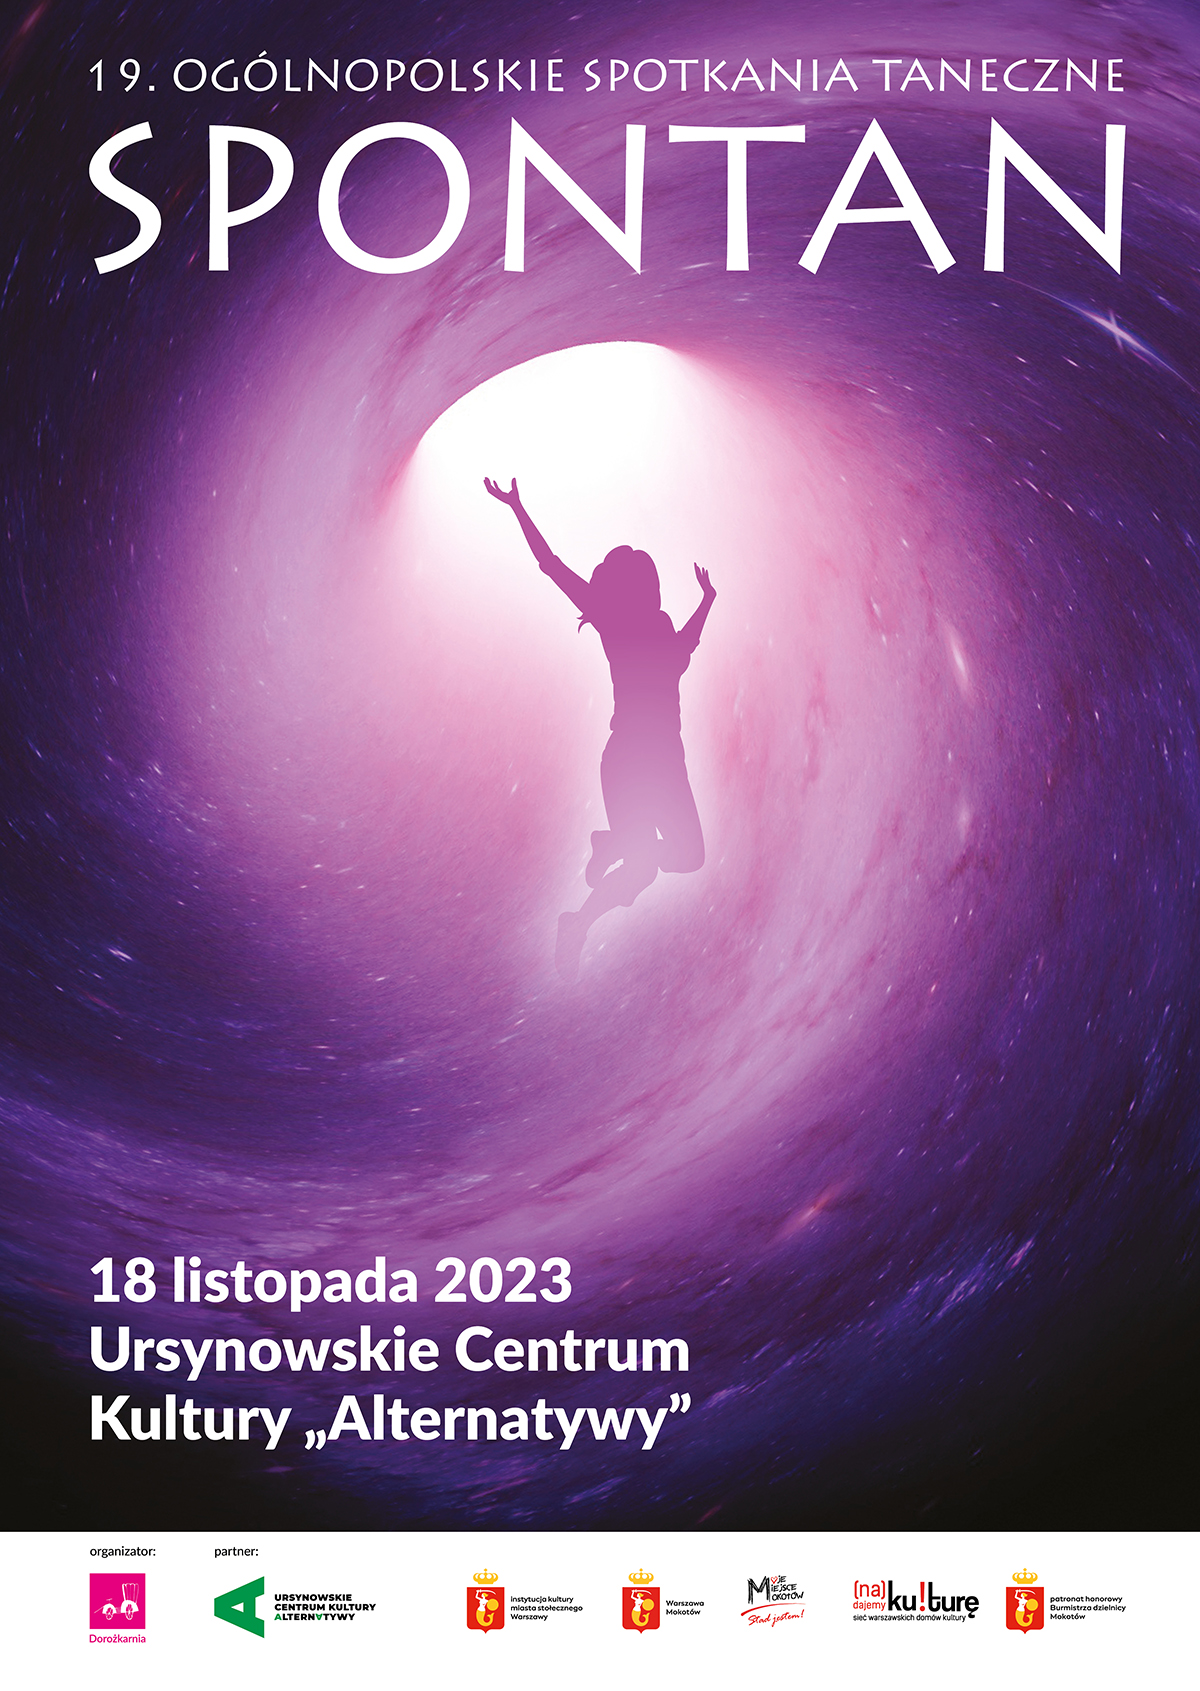 19. OGÓLNOPOLSKIE SPOTKANIA TANECZNE
SPONTAN
18 listopada 2023
Ursynowskie Centrum
Kultury „Alternatywy”
organizator:
Dorożkarnia
partner:
URSYNOWSKIE
CENTRUM KULTURY
ALTERNATYWY
instytucja kultury
miasta stołecznego
Warszawy
Warszawa
Mokotów
Moje
Miejsce
Mokotów
Stąd jestem!
(na)
dajemy ku!turę
sieć warszawskich domów kultury
patronat honorowy
Burmistrza dzielnicy
Mokotów